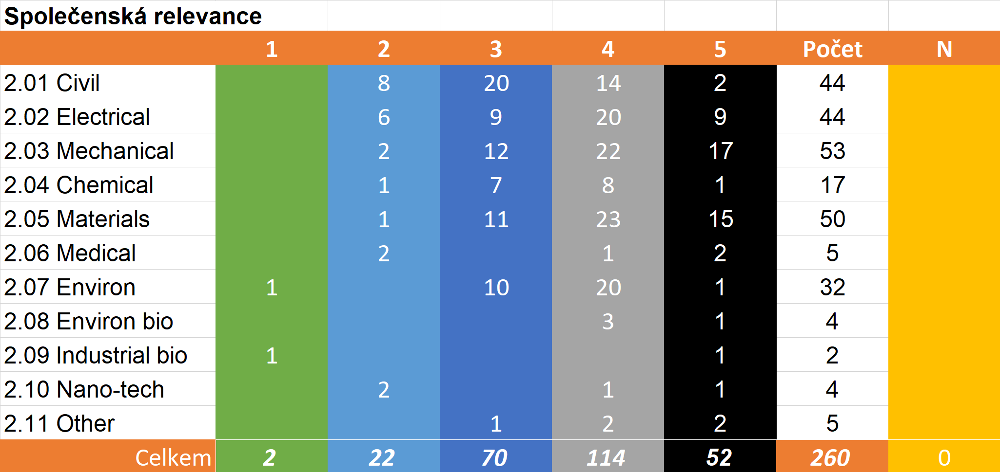 Společenská relevance
1 2 3 4 5 Počet N
2.01 Civil 8 20 14 2 44
2.02 Electrical 6 9 20 9 44
2.03 Mechanical 2 12 22 17 53
2.04 Chemical 1 7 8 1 17
2.05 Materials 1 11 23 15 50
2.06 Medical 2 1 2 5
2.07 Environ 1 10 20 1 32
2.08 Environ bio 3 1 4
2.09 Industrial bio 1 1 2
2.10 Nano-tech 2 1 1 4
2.11 Other 1 2 2 5
Celkem 2 22 70 114 52 260 0